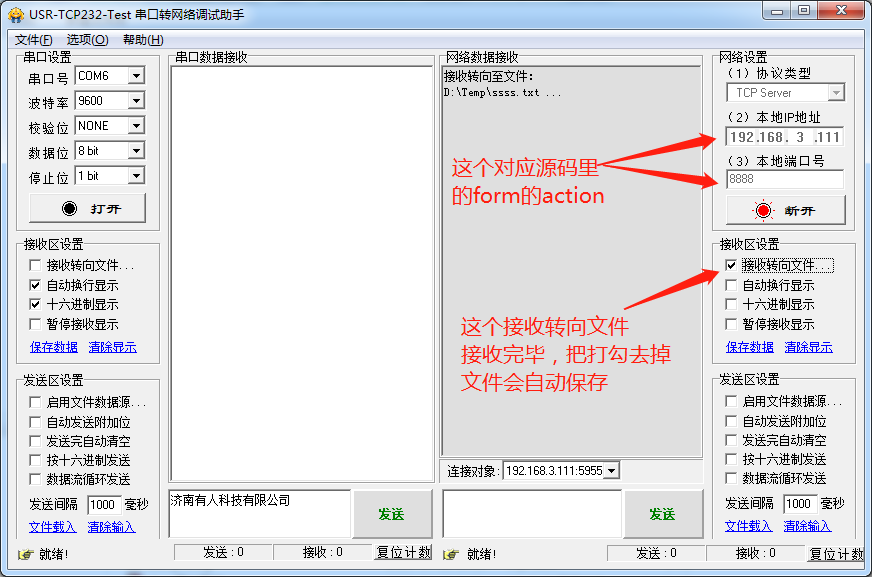 USR-TCP232-Test 串口转网络调试助手
文件(F) 选项(O) 帮助(H)
串口设置
串口号 COM6
波特率 9600
校验位 NONE
数据位 8 bit
停止位 1 bit
打开
接收区设置
接收转向文件...
自动换行显示
十六进制显示
暂停接收显示
保存数据 清除显示
发送区设置
启用文件数据源...
自动发送附加位
发送完自动清空
按十六进制发送
数据流循环发送
发送间隔 1000 毫秒
文件载入 清除输入
就绪!
串口数据接收
济南有人科技有限公司
发送
发送 : 0 接收 : 0 复位计数
网络数据接收
接收转向至文件:
D:\Temp\ssss.txt ...
这个对应源码里
的form的action
这个接收转向文件
接收完毕，把打勾去掉
文件会自动保存
连接对象: 192.168.3.111:5955
发送
就绪!
发送 : 0 接收 : 0 复位计数
网络设置
（1）协议类型
TCP Server
（2）本地IP地址
192.168. 3 .111
（3）本地端口号
8888
断开
接收区设置
接收转向文件...
自动换行显示
十六进制显示
暂停接收显示
保存数据 清除显示
发送区设置
启用文件数据源...
自动发送附加位
发送完自动清空
按十六进制发送
数据流循环发送
发送间隔 1000 毫秒
文件载入 清除输入